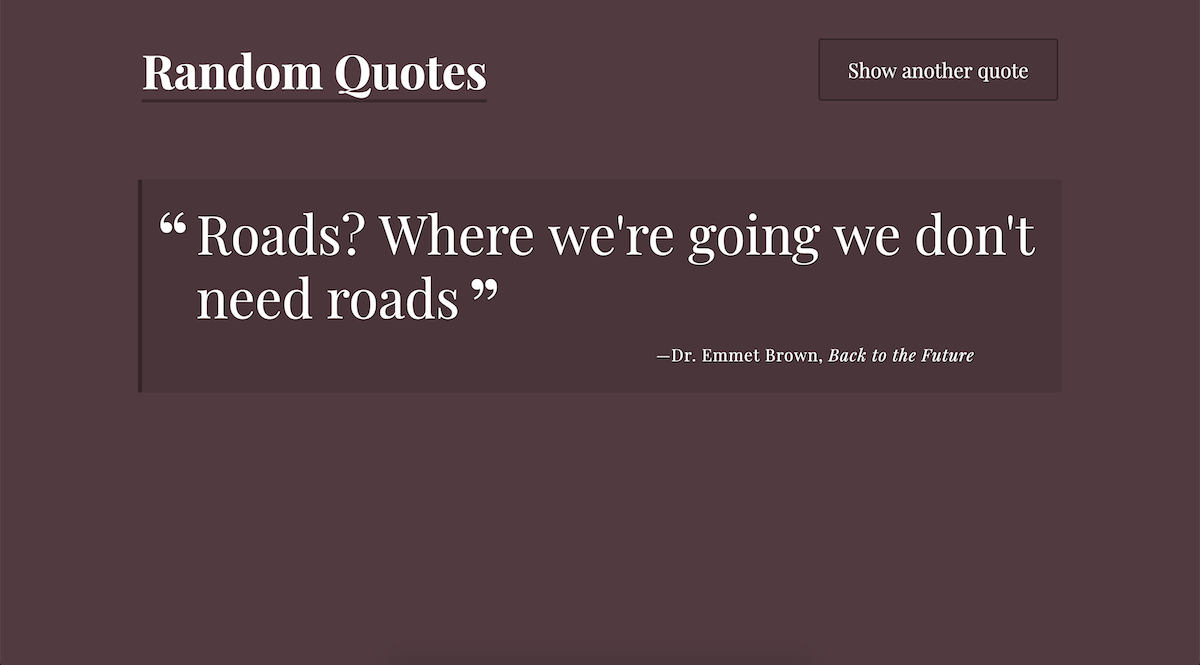 Random Quotes
Show another quote
“Roads? Where we're going we don't
need roads”
—Dr. Emmet Brown, Back to the Future